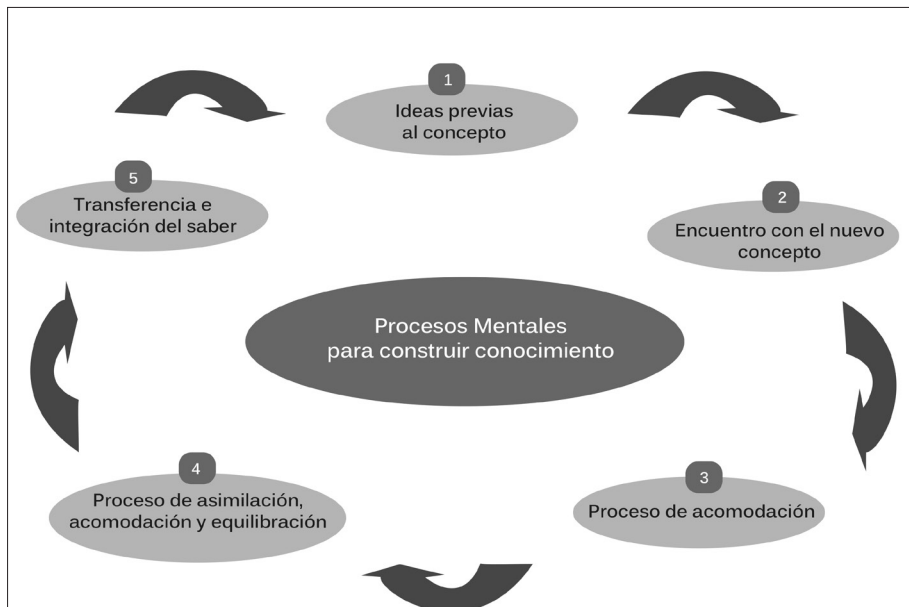 1
Ideas previas
al concepto
2
Encuentro con el nuevo
concepto
3
Proceso de acomodación
4
Proceso de asimilación,
acomodación y equilibración
5
Transferencia e
integración del saber
Procesos Mentales
para construir conocimiento